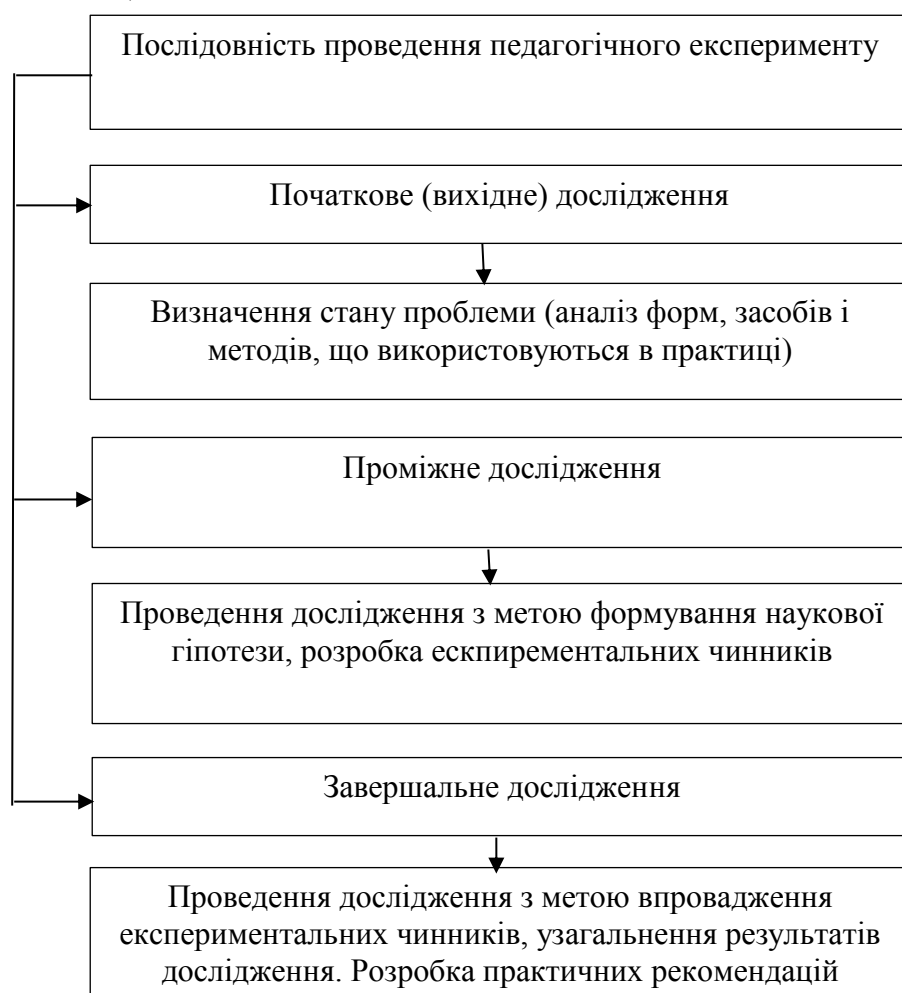 Послідовність проведення педагогічного експерименту
Початкове (вихідне) дослідження
Визначення стану проблеми (аналіз форм, засобів і
методів, що використовуються в практиці)
Проміжне дослідження
Проведення дослідження з метою формування наукової
гіпотези, розробка ескпирементальних чинників
Завершальне дослідження
Проведення дослідження з метою впровадження
експериментальних чинників, узагальнення результатів
дослідження. Розробка практичних рекомендацій